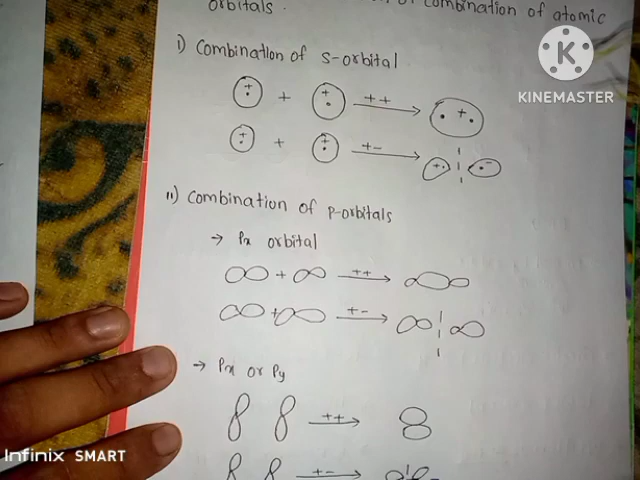 of combination of atomic
orbitals.
i) Combination of s-orbital
+ + + ++ + 
+ + + +- + -
ii) Combination of p-orbitals
→ Px orbital
+ ++
+ +-
→ Px or Py
++
+-
K
KINEMASTER
Infinix SMART